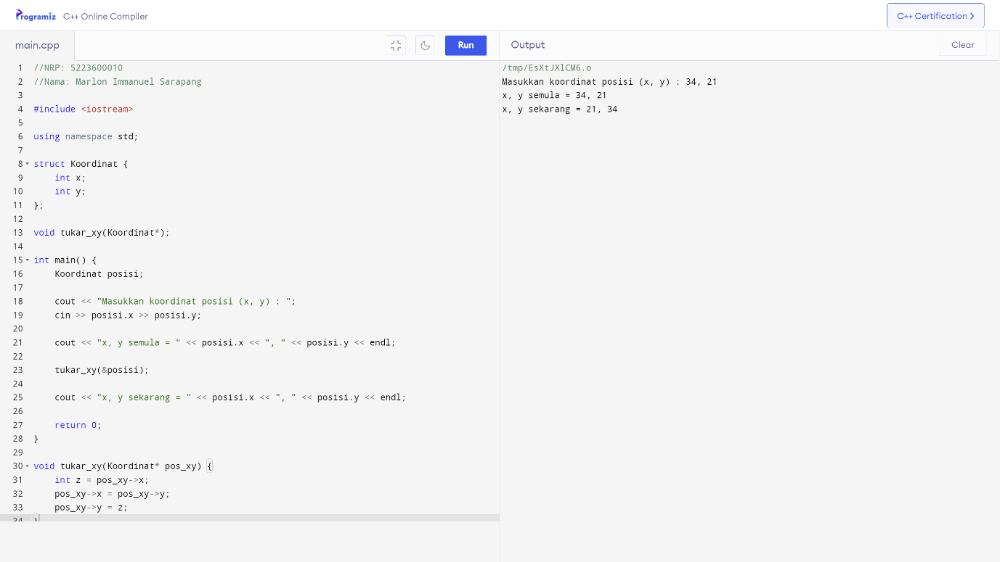 Programiz C++ Online Compiler C++ Certification >
main.cpp Run Output Clear
1 //NRP: 5223600010
2 //Nama: Marlon Immanuel Sarapang
3
4 #include <iostream>
5
6 using namespace std;
7
8 struct Koordinat {
9     int x;
10     int y;
11 };
12
13 void tukar_xy(Koordinat*);
14
15 int main() {
16     Koordinat posisi;
17
18     cout << "Masukkan koordinat posisi (x, y) : ";
19     cin >> posisi.x >> posisi.y;
20
21     cout << "x, y semula = " << posisi.x << ", " << posisi.y << endl;
22
23     tukar_xy(&posisi);
24
25     cout << "x, y sekarang = " << posisi.x << ", " << posisi.y << endl;
26
27     return 0;
28 }
29
30 void tukar_xy(Koordinat* pos_xy) {
31     int z = pos_xy->x;
32     pos_xy->x = pos_xy->y;
33     pos_xy->y = z;
34 }
/tmp/EsXtJXlCM6.o
Masukkan koordinat posisi (x, y) : 34, 21
x, y semula = 34, 21
x, y sekarang = 21, 34